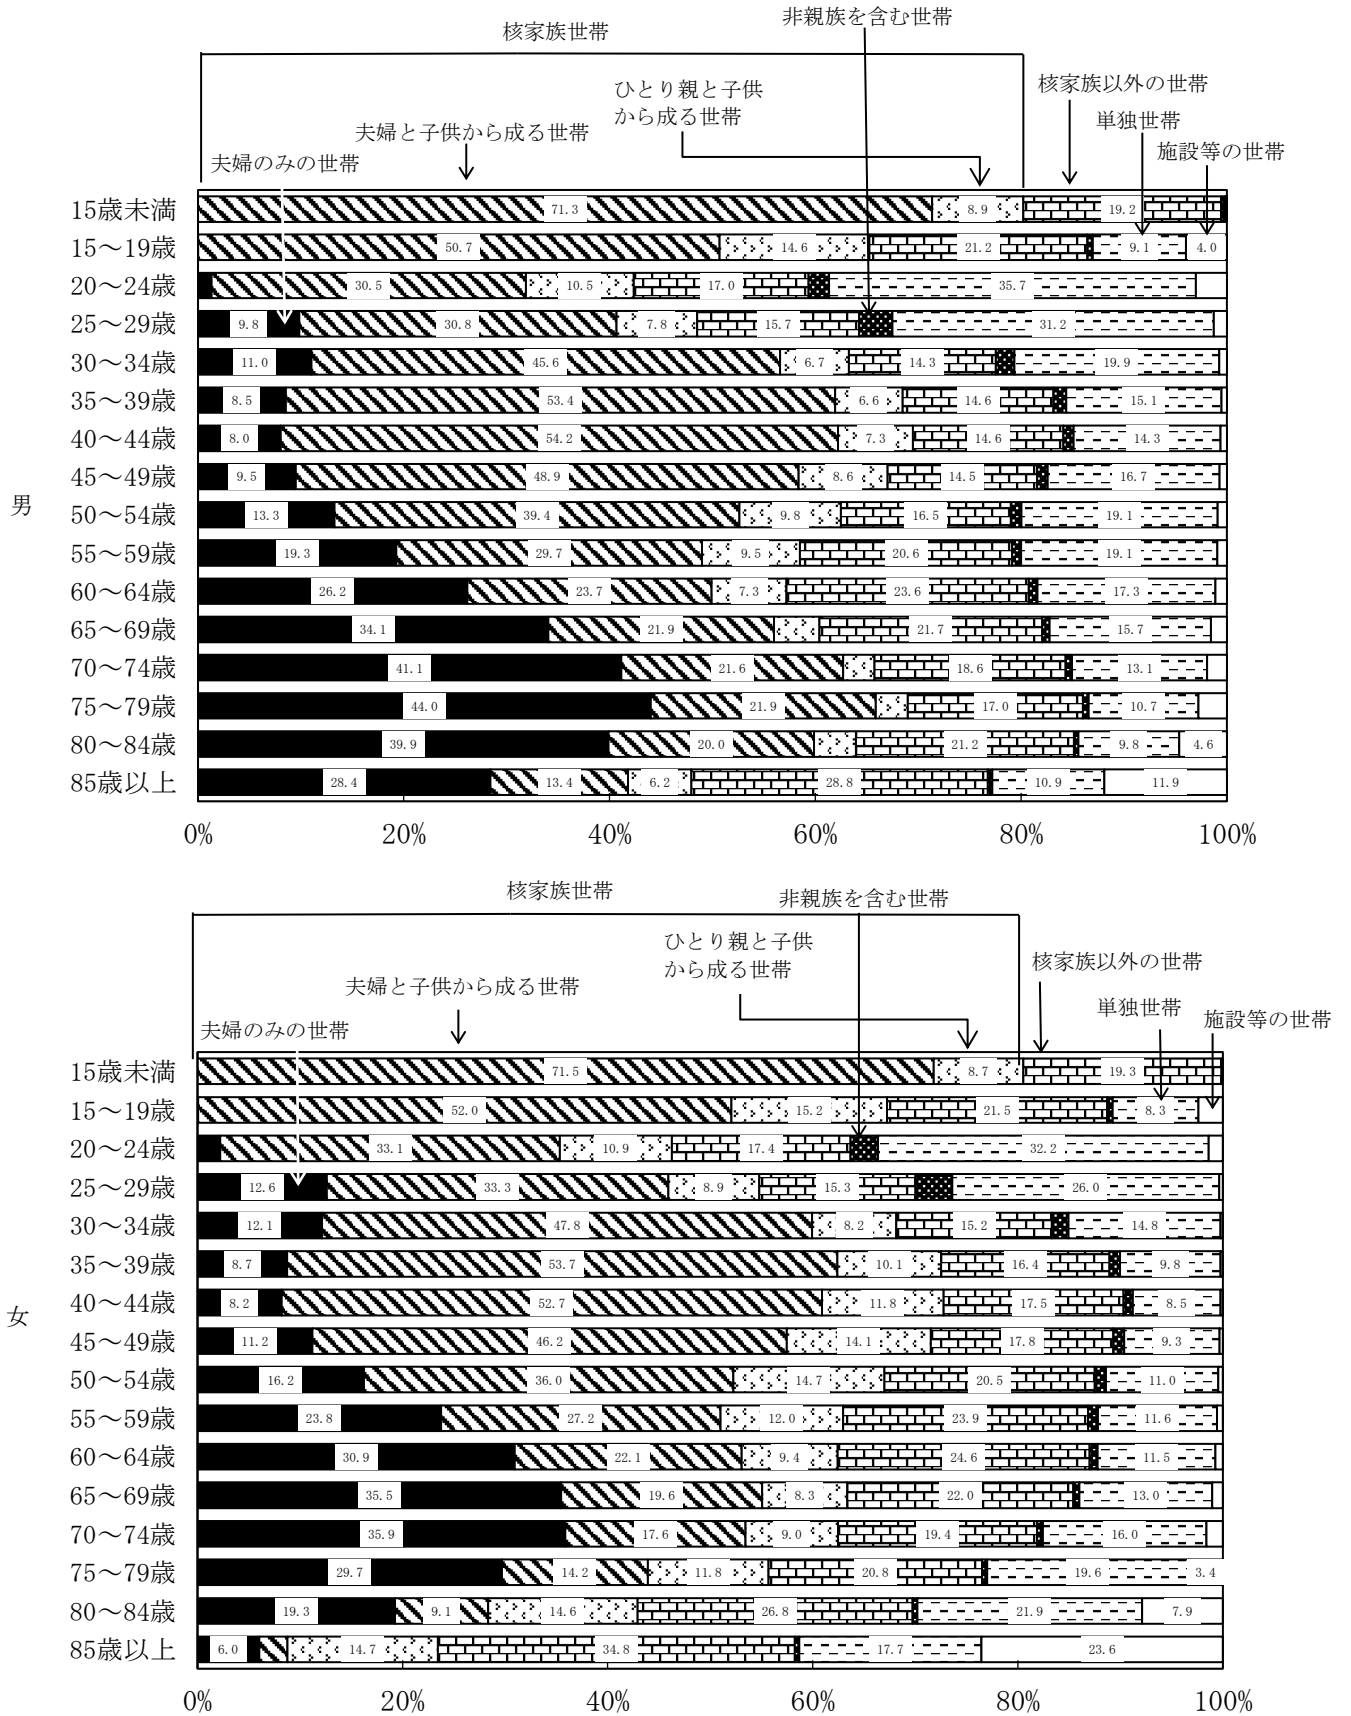 非親族を含む世帯
核家族世帯
ひとり親と子供
から成る世帯
核家族以外の世帯
単独世帯
夫婦と子供から成る世帯
施設等の世帯
夫婦のみの世帯
男
15歳未満 71.3 8.9 19.2
15～19歳 50.7 14.6 21.2 9.1 4.0
20～24歳 30.5 10.5 17.0 35.7
25～29歳 9.8 30.8 7.8 15.7 31.2
30～34歳 11.0 45.6 6.7 14.3 19.9
35～39歳 8.5 53.4 6.6 14.6 15.1
40～44歳 8.0 54.2 7.3 14.6 14.3
45～49歳 9.5 48.9 8.6 14.5 16.7
50～54歳 13.3 39.4 9.8 16.5 19.1
55～59歳 19.3 29.7 9.5 20.6 19.1
60～64歳 26.2 23.7 7.3 23.6 17.3
65～69歳 34.1 21.9 21.7 15.7
70～74歳 41.1 21.6 18.6 13.1
75～79歳 44.0 21.9 17.0 10.7
80～84歳 39.9 20.0 21.2 9.8 4.6
85歳以上 28.4 13.4 6.2 28.8 10.9 11.9
0% 20% 40% 60% 80% 100%
核家族世帯
非親族を含む世帯
ひとり親と子供
から成る世帯
核家族以外の世帯
夫婦と子供から成る世帯
単独世帯
施設等の世帯
夫婦のみの世帯
女
15歳未満 71.5 8.7 19.3
15～19歳 52.0 15.2 21.5 8.3
20～24歳 33.1 10.9 17.4 32.2
25～29歳 12.6 33.3 8.9 15.3 26.0
30～34歳 12.1 47.8 8.2 15.2 14.8
35～39歳 8.7 53.7 10.1 16.4 9.8
40～44歳 8.2 52.7 11.8 17.5 8.5
45～49歳 11.2 46.2 14.1 17.8 9.3
50～54歳 16.2 36.0 14.7 20.5 11.0
55～59歳 23.8 27.2 12.0 23.9 11.6
60～64歳 30.9 22.1 9.4 24.6 11.5
65～69歳 35.5 19.6 8.3 22.0 13.0
70～74歳 35.9 17.6 9.0 19.4 16.0
75～79歳 29.7 14.2 11.8 20.8 19.6 3.4
80～84歳 19.3 9.1 14.6 26.8 21.9 7.9
85歳以上 6.0 14.7 34.8 17.7 23.6
0% 20% 40% 60% 80% 100%